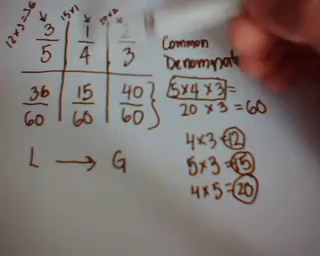 12×3=36 15×1 20×2
3/5 1/4 2/3
36/60 15/60 40/60
L → G
Common
Denominat
5×4×3=
20×3=60
4×3=12
5×3=15
4×5=20